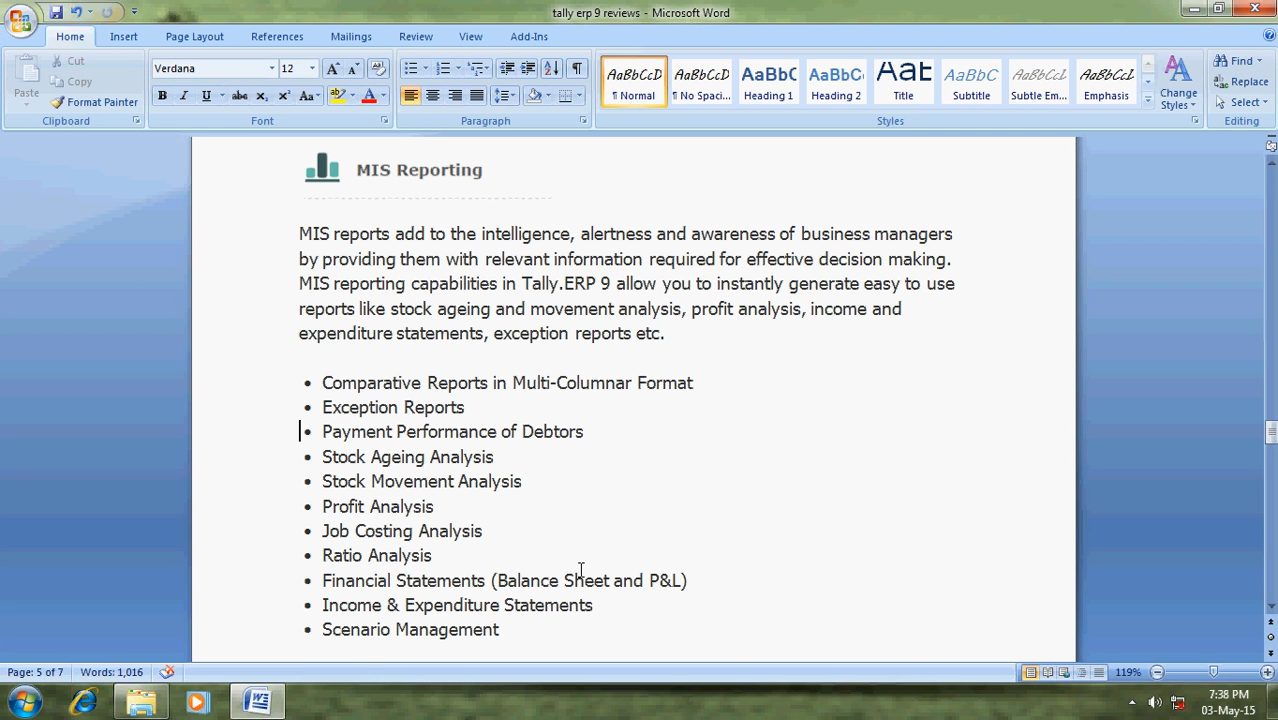 tally erp 9 reviews - Microsoft Word
Home Insert Page Layout References Mailings Review View Add-Ins
Paste
Cut
Copy
Format Painter
Clipboard
Verdana 12
Font
Paragraph
AaBbCcD AaBbCcD AaBbC AaBbCc Aab AaBbCc AaBbCcD AaBbCcD
¶ Normal ¶ No Spaci... Heading 1 Heading 2 Title Subtitle Subtle Em... Emphasis
Change Styles
Styles
Find
Replace
Select
Editing
MIS Reporting
MIS reports add to the intelligence, alertness and awareness of business managers
by providing them with relevant information required for effective decision making.
MIS reporting capabilities in Tally.ERP 9 allow you to instantly generate easy to use
reports like stock ageing and movement analysis, profit analysis, income and
expenditure statements, exception reports etc.
• Comparative Reports in Multi-Columnar Format
• Exception Reports
• Payment Performance of Debtors
• Stock Ageing Analysis
• Stock Movement Analysis
• Profit Analysis
• Job Costing Analysis
• Ratio Analysis
• Financial Statements (Balance Sheet and P&L)
• Income & Expenditure Statements
• Scenario Management
Page: 5 of 7 Words: 1,016 119%
7:38 PM
03-May-15